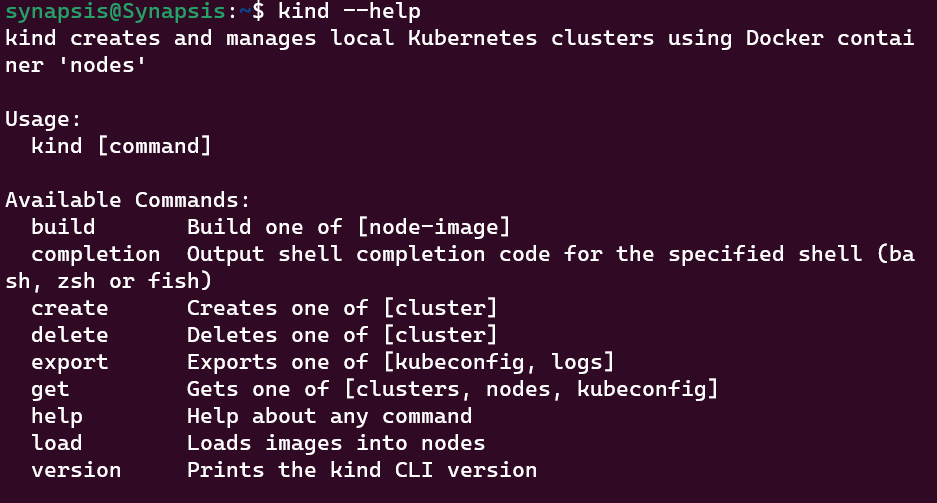 synapsis@Synapsis:~$ kind --help
kind creates and manages local Kubernetes clusters using Docker contai
ner 'nodes'

Usage:
  kind [command]

Available Commands:
  build       Build one of [node-image]
  completion  Output shell completion code for the specified shell (ba
sh, zsh or fish)
  create      Creates one of [cluster]
  delete      Deletes one of [cluster]
  export      Exports one of [kubeconfig, logs]
  get         Gets one of [clusters, nodes, kubeconfig]
  help        Help about any command
  load        Loads images into nodes
  version     Prints the kind CLI version